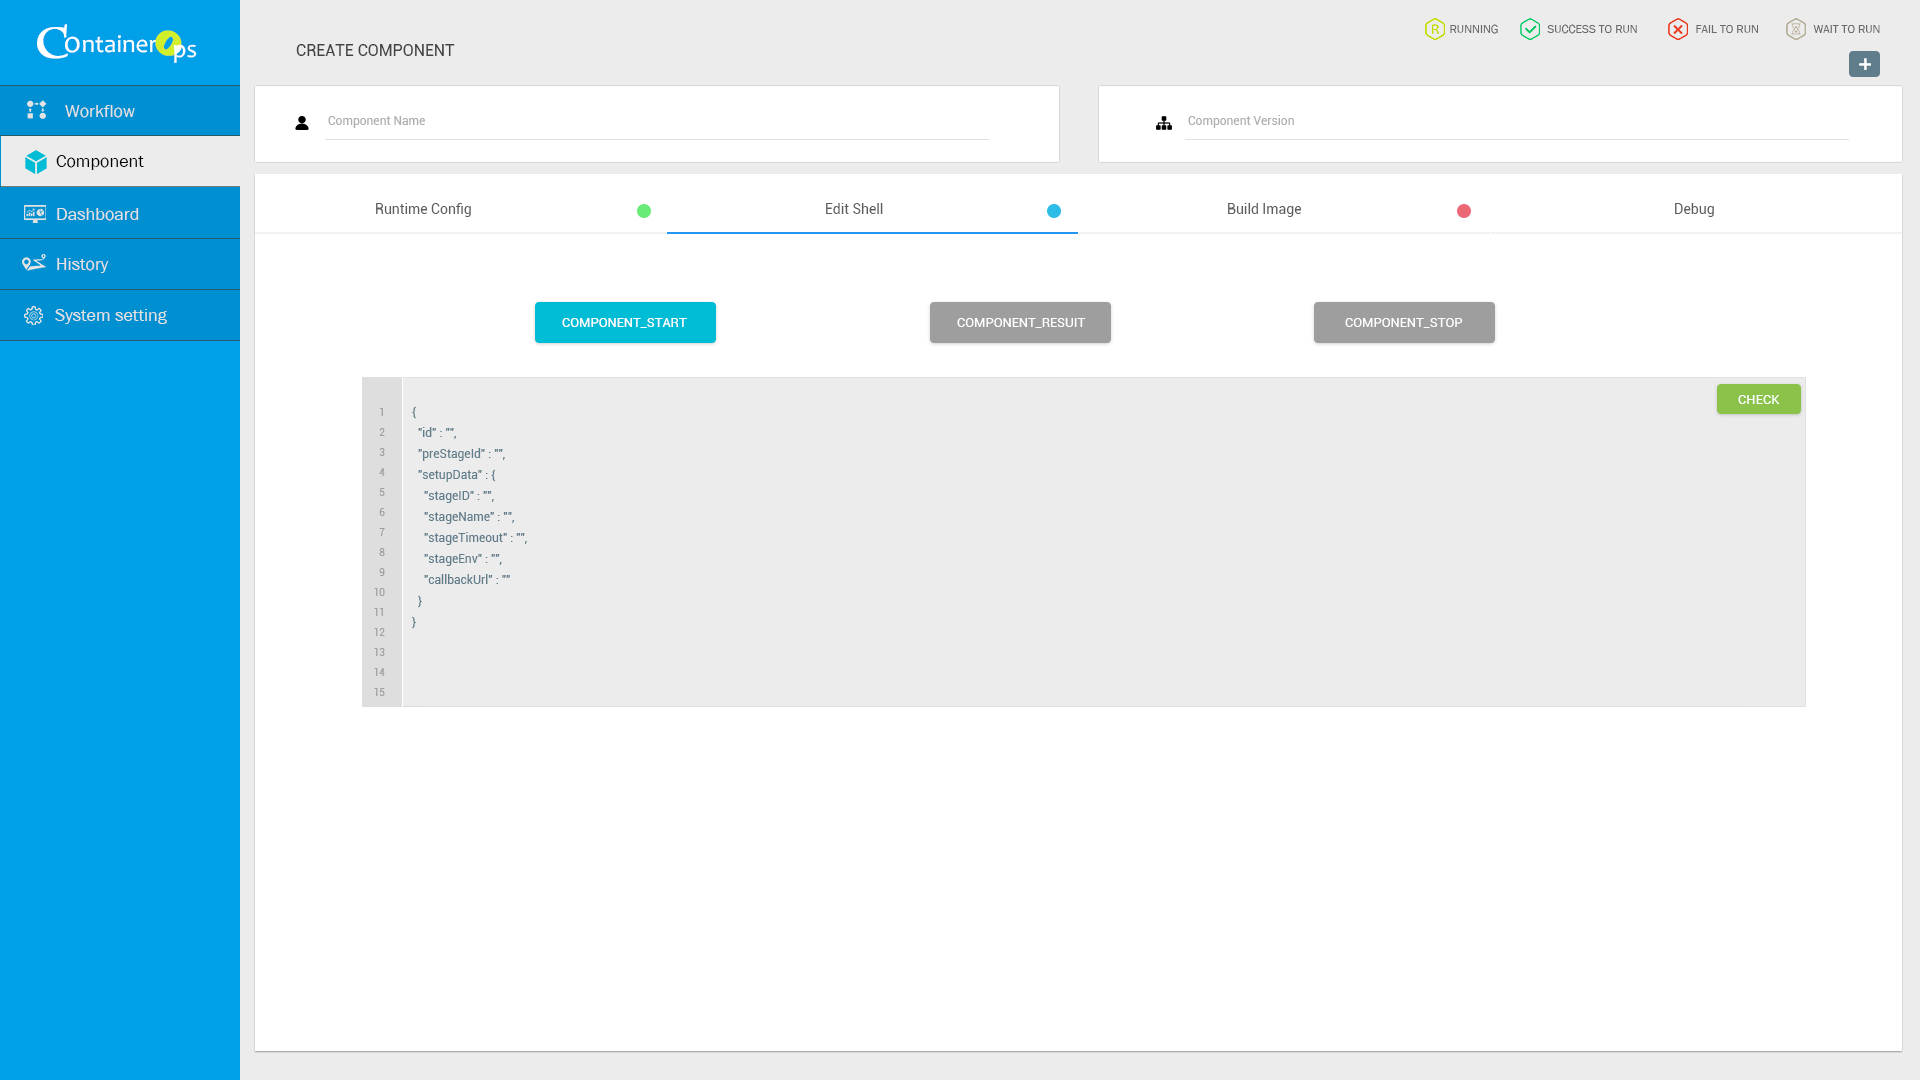 ContainerOps
Workflow
Component
Dashboard
History
System setting
CREATE COMPONENT
R RUNNING
SUCCESS TO RUN
FAIL TO RUN
WAIT TO RUN
Component Name
Component Version
Runtime Config
Edit Shell
Build Image
Debug
COMPONENT_START
COMPONENT_RESUIT
COMPONENT_STOP
CHECK
1 {
2 "id" : "",
3 "preStageId" : "",
4 "setupData" : {
5 "stageID" : "",
6 "stageName" : "",
7 "stageTimeout" : "",
8 "stageEnv" : "",
9 "callbackUrl" : ""
10 }
11 }
12
13
14
15